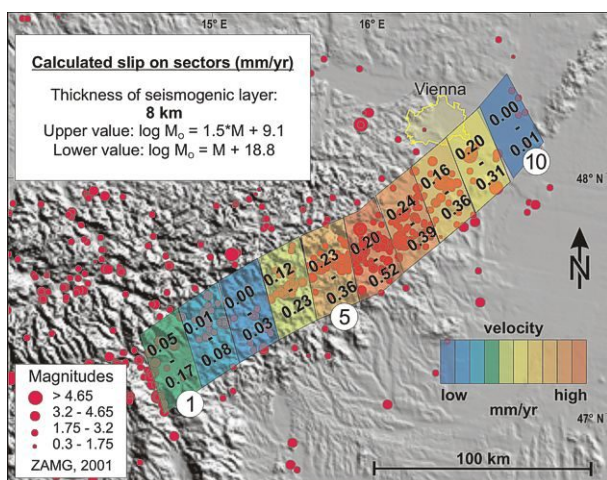 15°E
16°E
Calculated slip on sectors (mm/yr)
Thickness of seismogenic layer:
8 km
Upper value: log Mₒ = 1.5*M + 9.1
Lower value: log Mₒ = M + 18.8
Vienna
0.00
-
0.01
10
0.20
-
0.31
0.16
-
0.36
0.24
-
0.39
0.20
-
0.52
0.23
-
0.36
5
0.12
-
0.23
0.00
-
0.03
0.01
-
0.08
0.05
-
0.17
1
48°N
N
velocity
low
high
mm/yr
Magnitudes
> 4.65
3.2 - 4.65
1.75 - 3.2
0.3 - 1.75
ZAMG, 2001
47°N
100 km